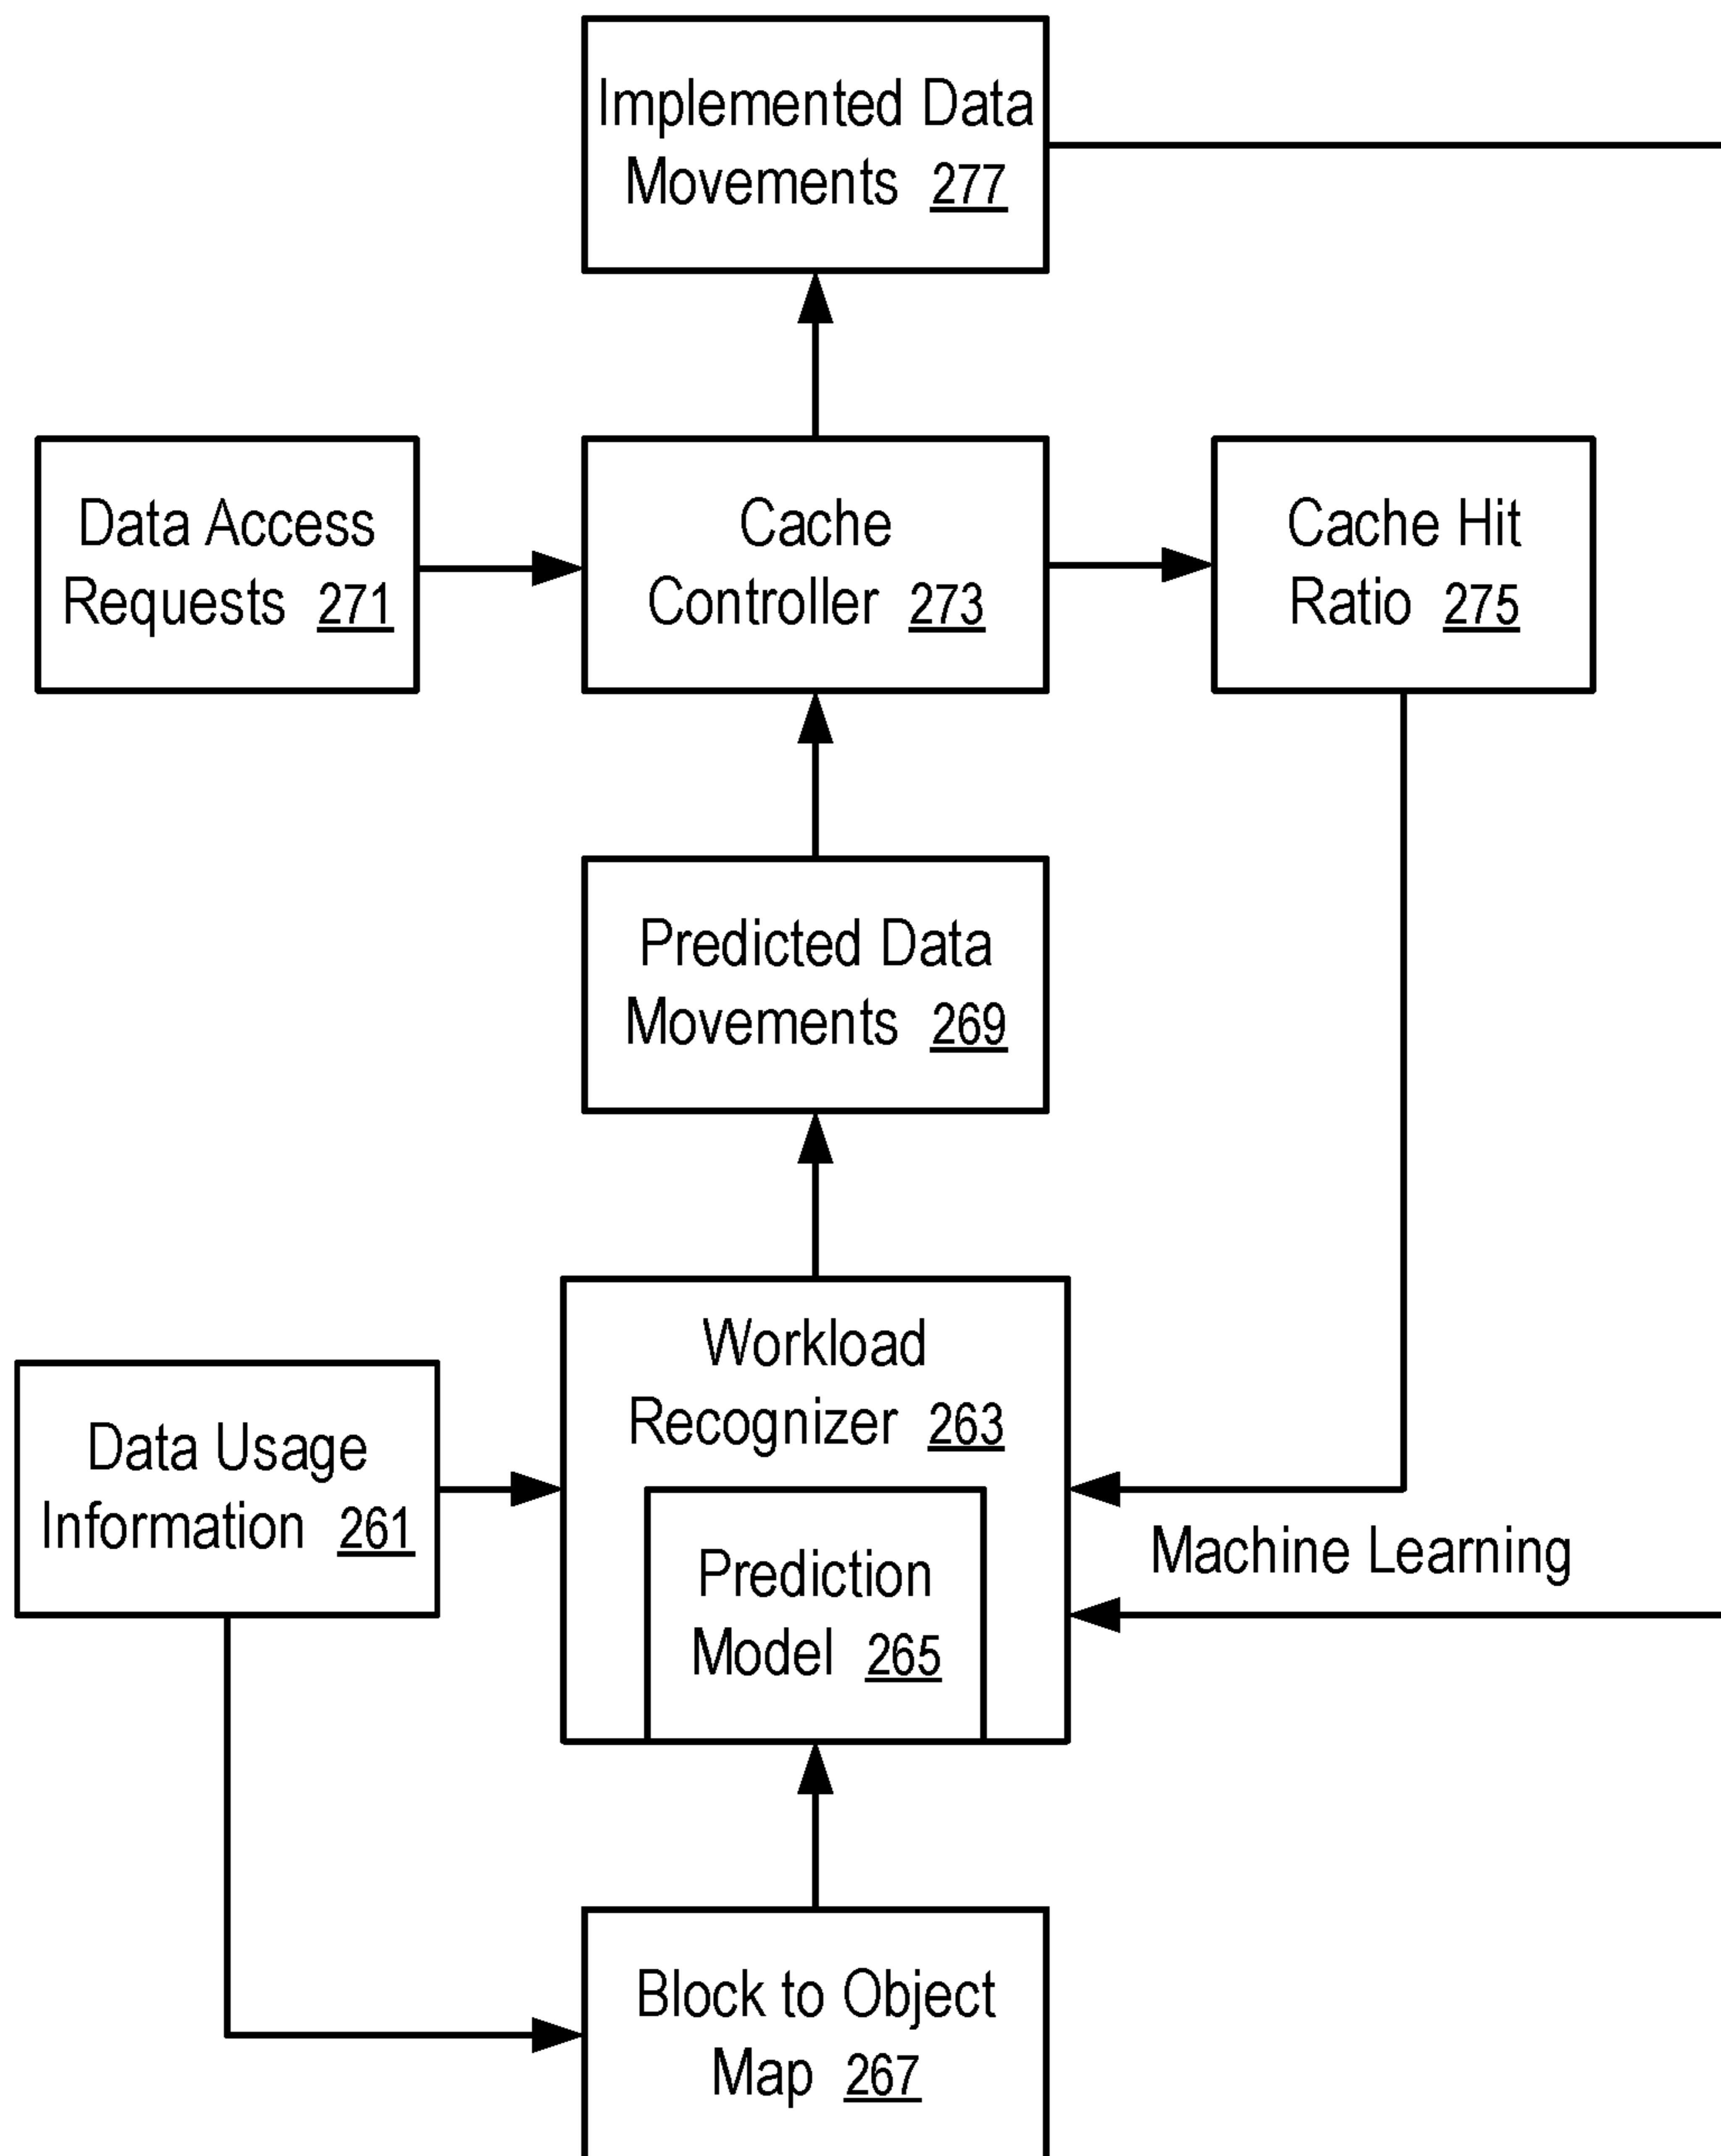 Implemented Data
Movements 277
Data Access
Requests 271
Cache
Controller 273
Cache Hit
Ratio 275
Predicted Data
Movements 269
Workload
Recognizer 263
Data Usage
Information 261
Prediction
Model 265
Machine Learning
Block to Object
Map 267